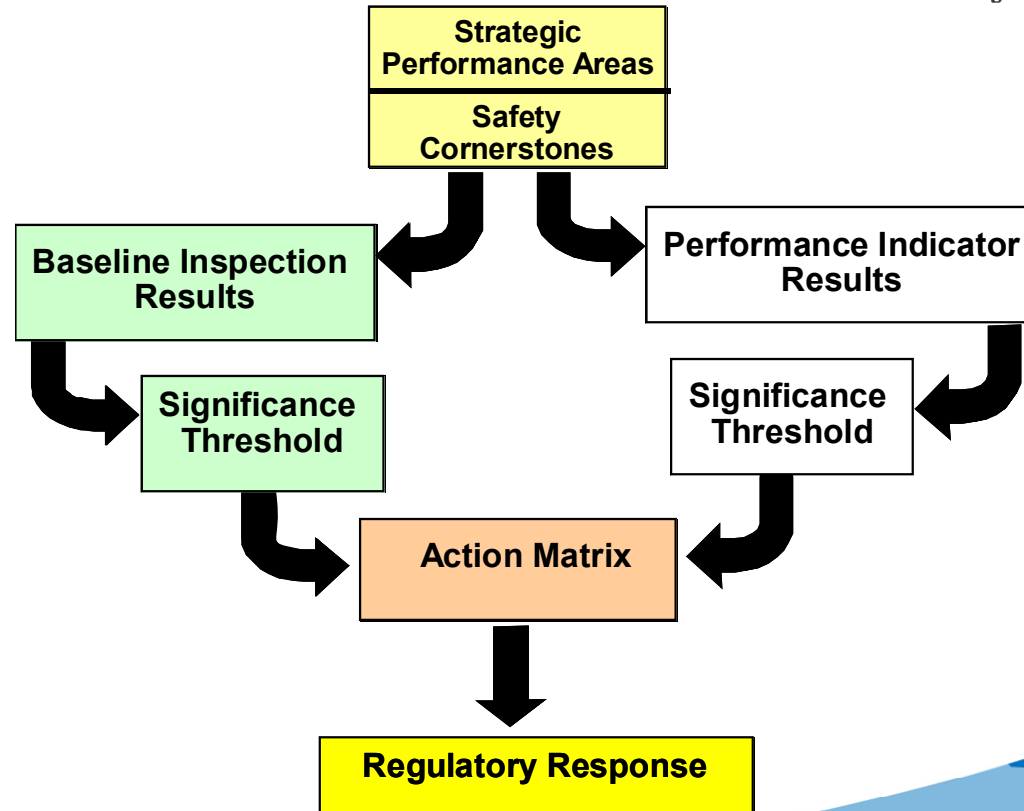 Strategic
Performance Areas
Safety
Cornerstones
Baseline Inspection
Results
Performance Indicator
Results
Significance
Threshold
Significance
Threshold
Action Matrix
Regulatory Response